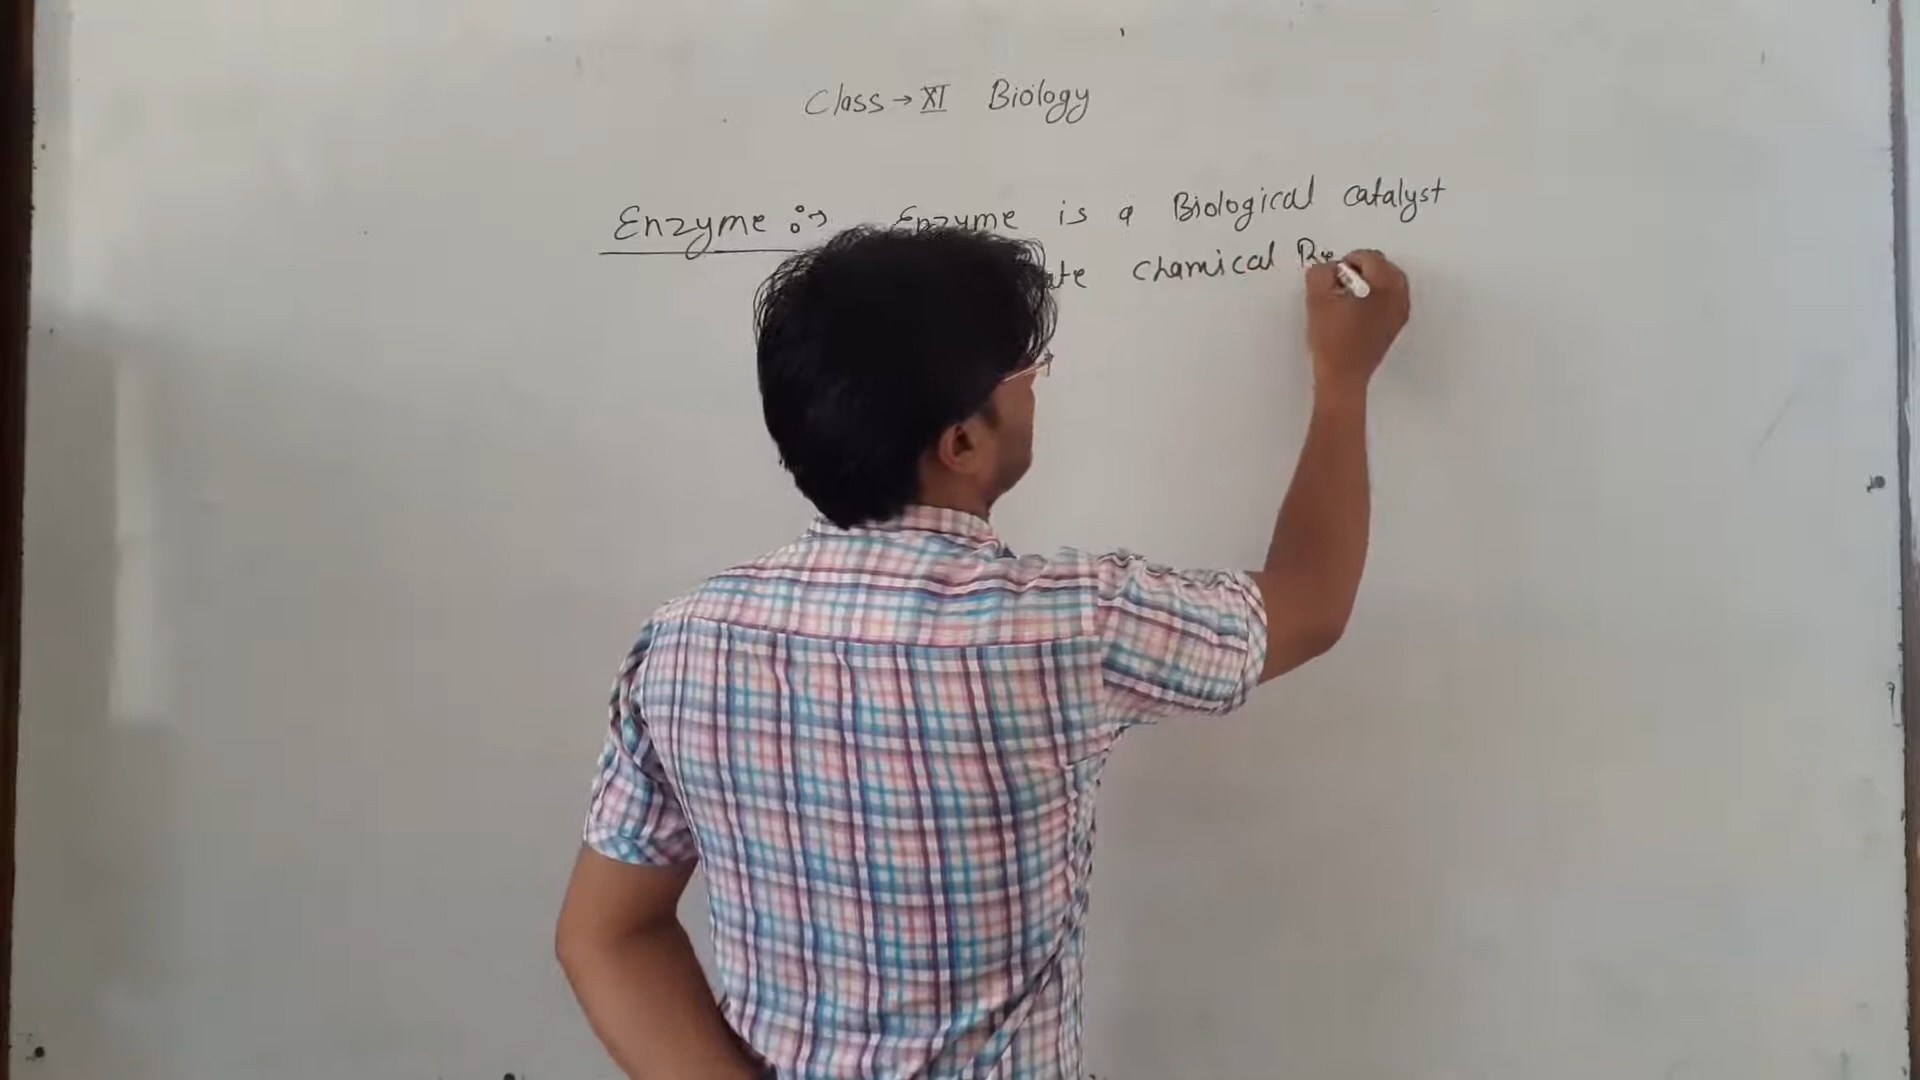 Class → XI Biology
Enzyme :→ Enzyme is a Biological catalyst
chamical